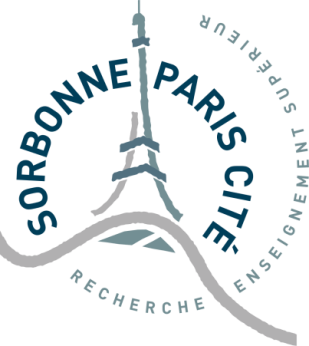 SORBONNE PARIS CITÉ
RECHERCHE ENSEIGNEMENT SUPÉRIEUR